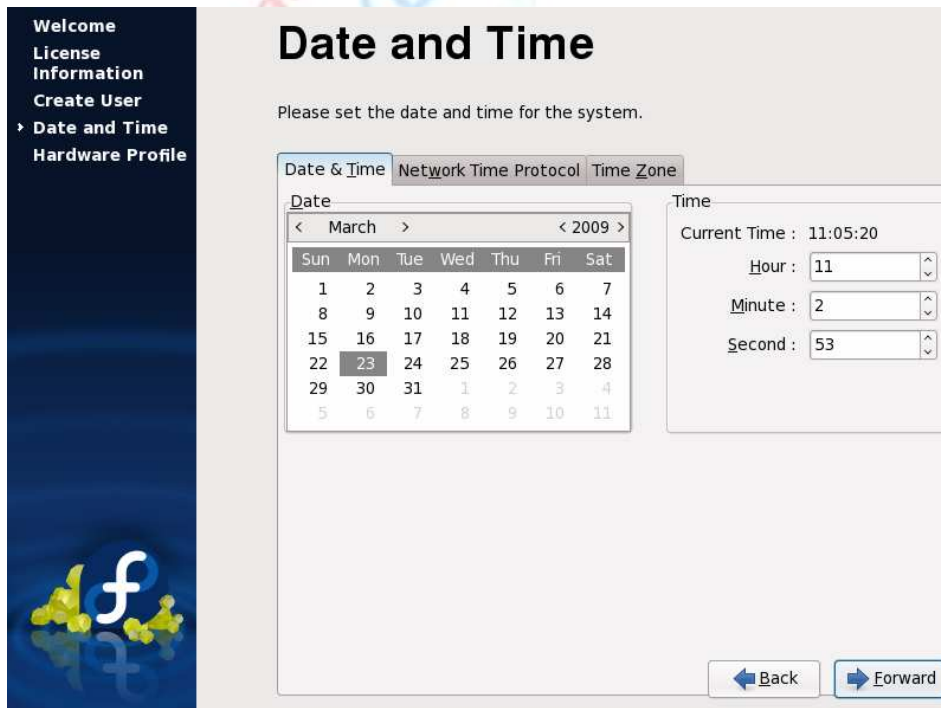 Welcome
License
Information
Create User
Date and Time
Hardware Profile
Date and Time
Please set the date and time for the system.
Date & Time Network Time Protocol Time Zone
Date
< March > < 2009 >
Sun Mon Tue Wed Thu Fri Sat
1 2 3 4 5 6 7
8 9 10 11 12 13 14
15 16 17 18 19 20 21
22 23 24 25 26 27 28
29 30 31 1 2 3 4
5 6 7 8 9 10 11
Time
Current Time : 11:05:20
Hour : 11
Minute : 2
Second : 53
Back Forward